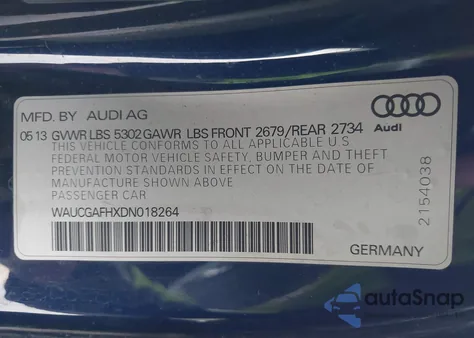 MFD. BY AUDI AG
05 13 GVWR LBS 5302 GAWR LBS FRONT 2679/REAR 2734
THIS VEHICLE CONFORMS TO ALL APPLICABLE U.S
FEDERAL MOTOR VEHICLE SAFETY, BUMPER AND THEFT
PREVENTION STANDARDS IN EFFECT ON THE DATE OF
MANUFACTURE SHOWN ABOVE.
PASSENGER CAR
WAUCGAFHXDN018264
GERMANY
2154038
Audi
autoSnap